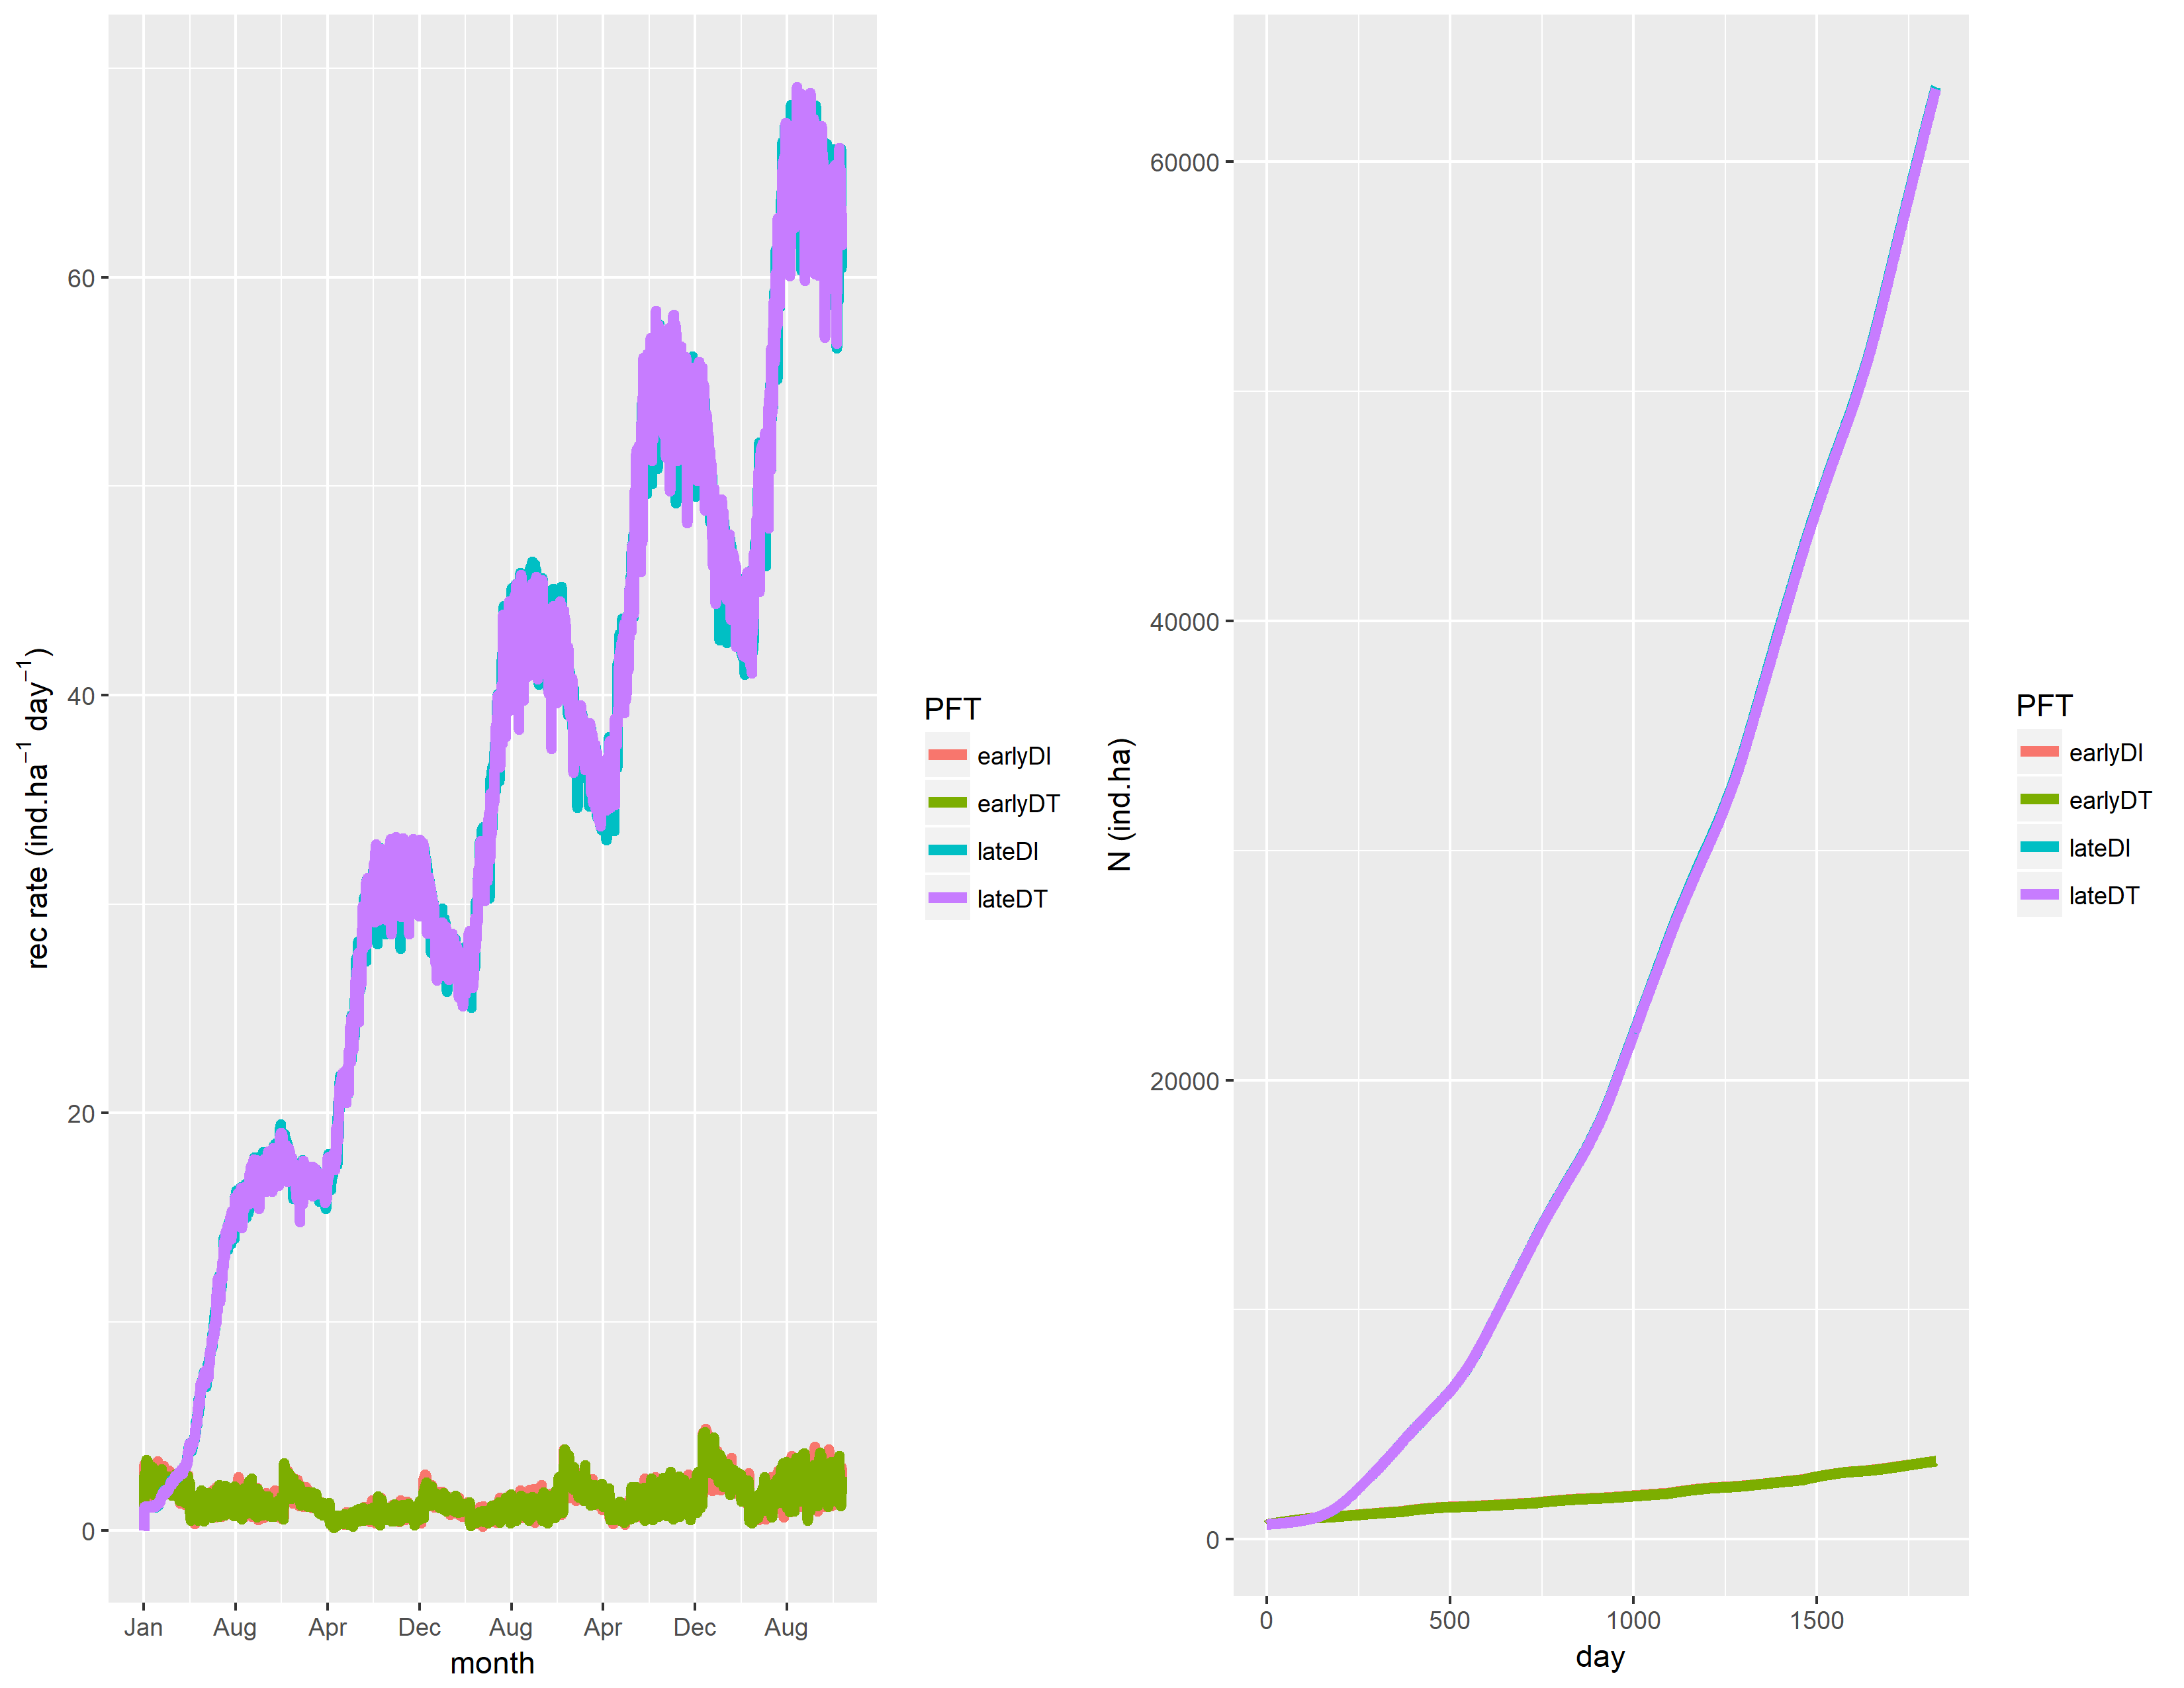 rec rate (ind.ha⁻¹ day⁻¹)
60
40
20
0
Jan Aug Apr Dec Aug Apr Dec Aug
month
PFT
earlyDI
earlyDT
lateDI
lateDT
N (ind.ha)
60000
40000
20000
0
0 500 1000 1500
day
PFT
earlyDI
earlyDT
lateDI
lateDT